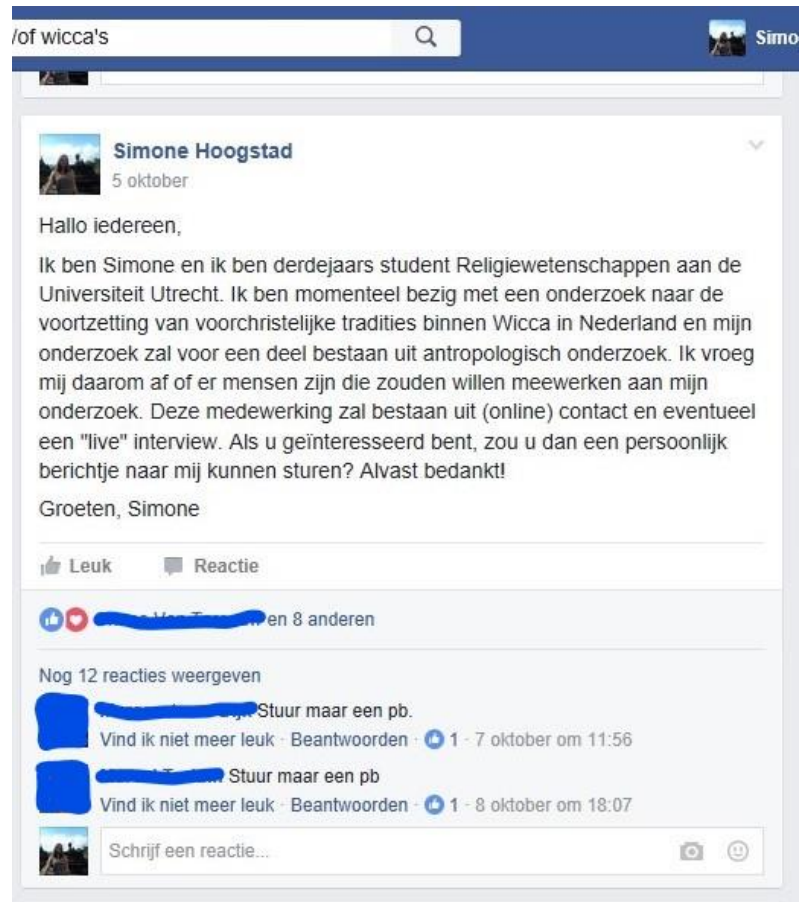 /of wicca's
Simo
Simone Hoogstad
5 oktober
Hallo iedereen,
Ik ben Simone en ik ben derdejaars student Religiewetenschappen aan de
Universiteit Utrecht. Ik ben momenteel bezig met een onderzoek naar de
voortzetting van voorchristelijke tradities binnen Wicca in Nederland en mijn
onderzoek zal voor een deel bestaan uit antropologisch onderzoek. Ik vroeg
mij daarom af of er mensen zijn die zouden willen meewerken aan mijn
onderzoek. Deze medewerking zal bestaan uit (online) contact en eventueel
een "live" interview. Als u geïnteresseerd bent, zou u dan een persoonlijk
berichtje naar mij kunnen sturen? Alvast bedankt!
Groeten, Simone
Leuk Reactie
en 8 anderen
Nog 12 reacties weergeven
Stuur maar een pb.
Vind ik niet meer leuk · Beantwoorden · 1 · 7 oktober om 11:56
Stuur maar een pb
Vind ik niet meer leuk · Beantwoorden · 1 · 8 oktober om 18:07
Schrijf een reactie...